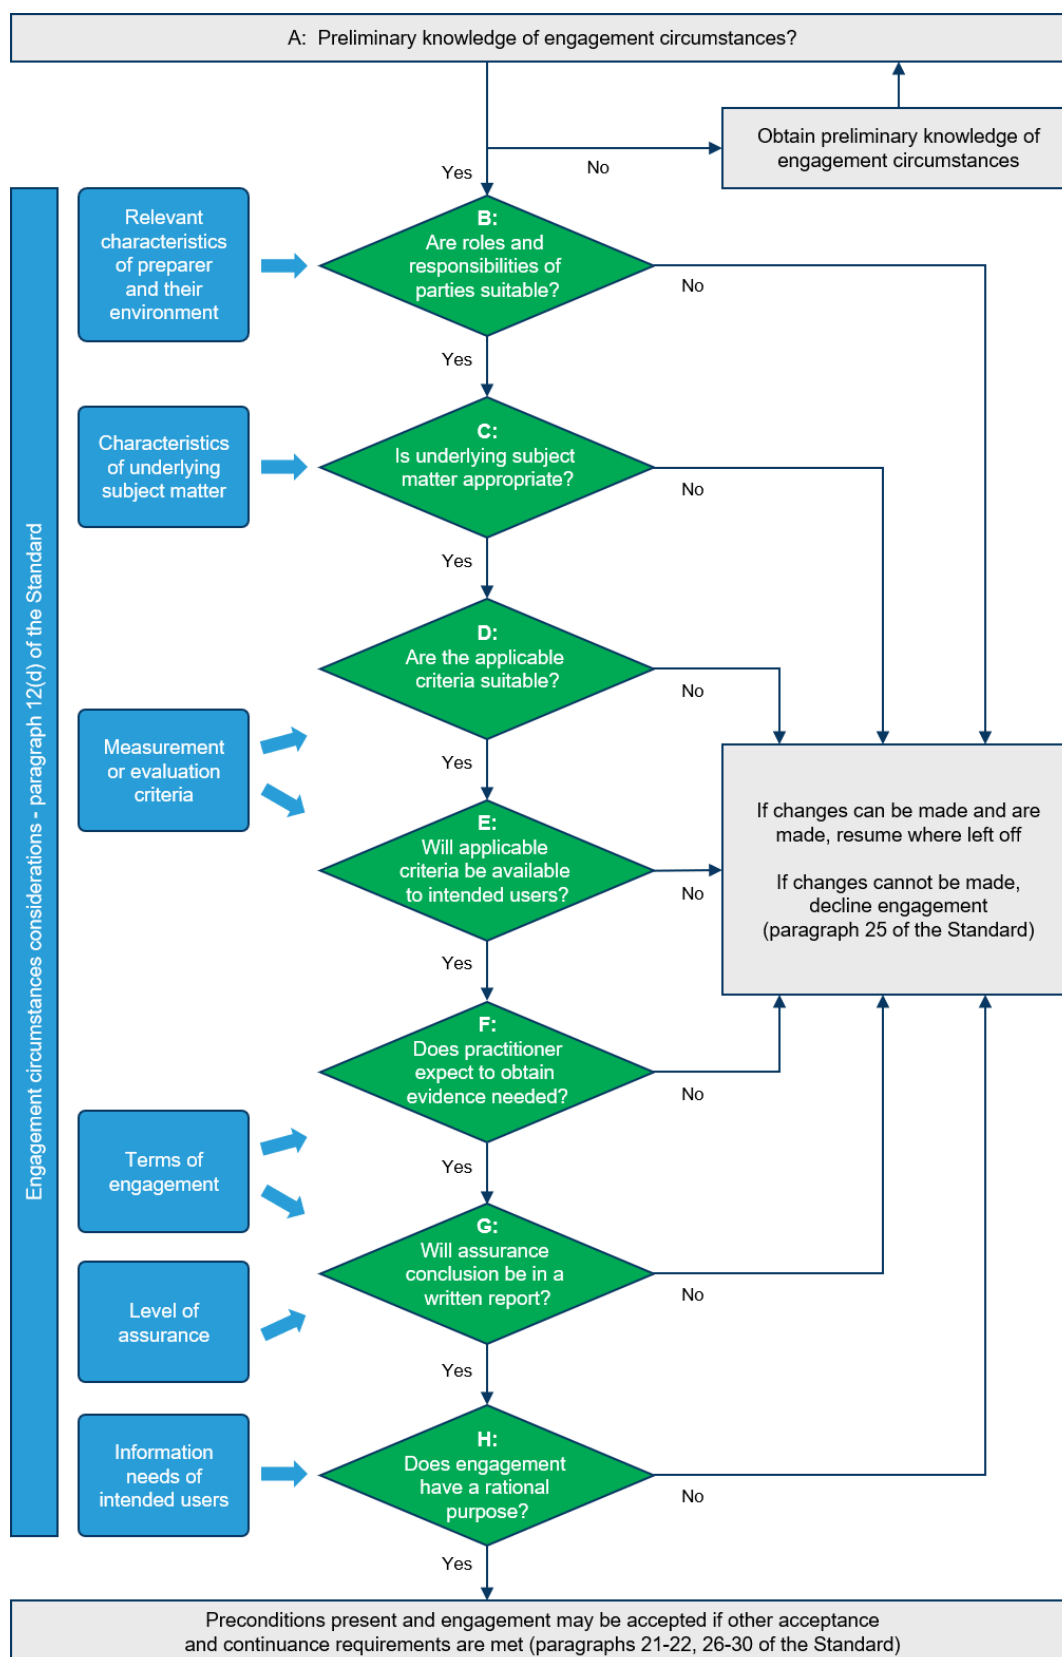 A: Preliminary knowledge of engagement circumstances?
Obtain preliminary knowledge of
engagement circumstances
No
Yes
Engagement circumstances considerations - paragraph 12(d) of the Standard
Relevant
characteristics
of preparer
and their
environment
B:
Are roles and
responsibilities of
parties suitable?
No
Yes
Characteristics
of underlying
subject matter
C:
Is underlying subject
matter appropriate?
No
Yes
D:
Are the applicable
criteria suitable?
No
Yes
Measurement
or evaluation
criteria
E:
Will applicable
criteria be available
to intended users?
No
Yes
If changes can be made and are
made, resume where left off
If changes cannot be made,
decline engagement
(paragraph 25 of the Standard)
F:
Does practitioner
expect to obtain
evidence needed?
No
Yes
Terms of
engagement
G:
Will assurance
conclusion be in a
written report?
No
Yes
Level of
assurance
Information
needs of
intended users
H:
Does engagement
have a rational
purpose?
No
Yes
Preconditions present and engagement may be accepted if other acceptance
and continuance requirements are met (paragraphs 21-22, 26-30 of the Standard)